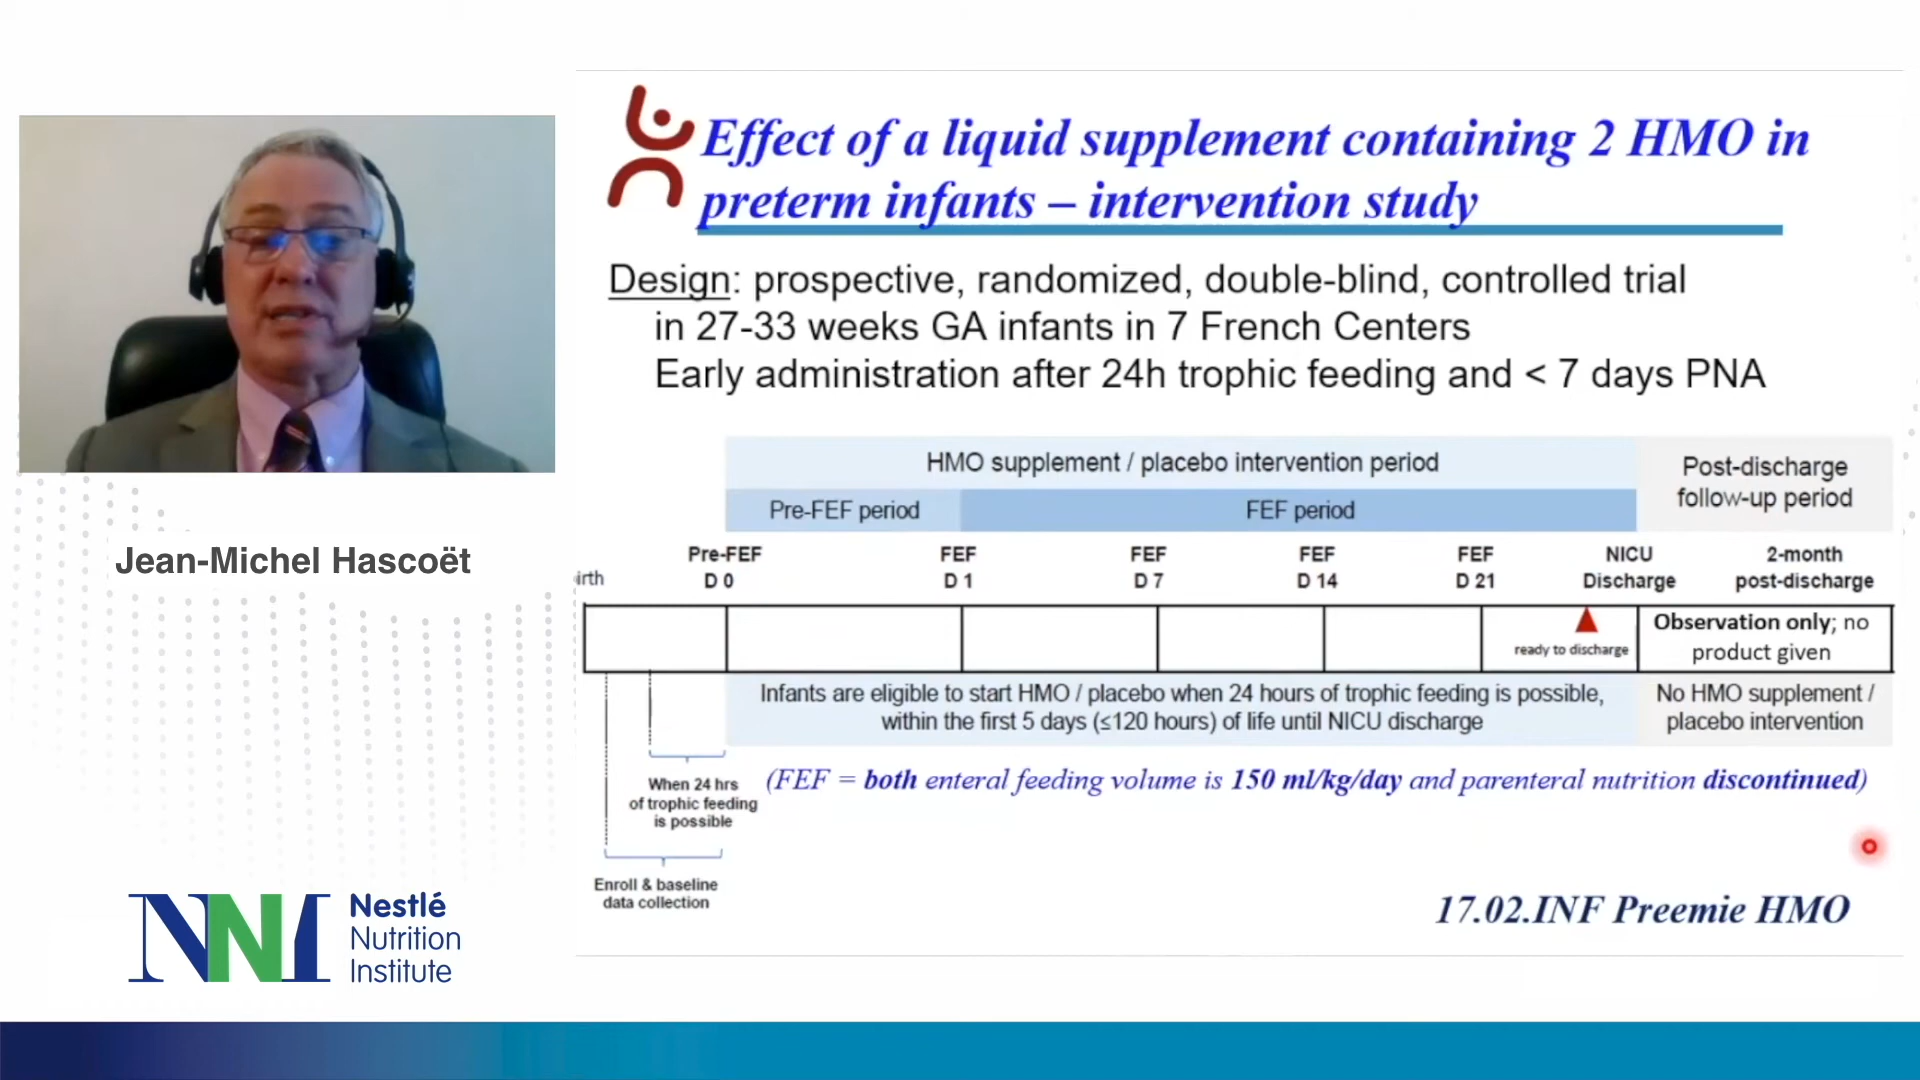 Effect of a liquid supplement containing 2 HMO in
preterm infants – intervention study
Design: prospective, randomized, double-blind, controlled trial
in 27-33 weeks GA infants in 7 French Centers
Early administration after 24h trophic feeding and < 7 days PNA
HMO supplement / placebo intervention period
Post-discharge
follow-up period
Pre-FEF period
FEF period
irth
Pre-FEF
D 0
FEF
D 1
FEF
D 7
FEF
D 14
FEF
D 21
NICU
Discharge
2-month
post-discharge
ready to discharge
Observation only; no
product given
Infants are eligible to start HMO / placebo when 24 hours of trophic feeding is possible,
within the first 5 days (≤120 hours) of life until NICU discharge
No HMO supplement /
placebo intervention
When 24 hrs
of trophic feeding
is possible
(FEF = both enteral feeding volume is 150 ml/kg/day and parenteral nutrition discontinued)
Enroll & baseline
data collection
17.02.INF Preemie HMO
Jean-Michel Hascoët
NNI
Nestlé
Nutrition
Institute